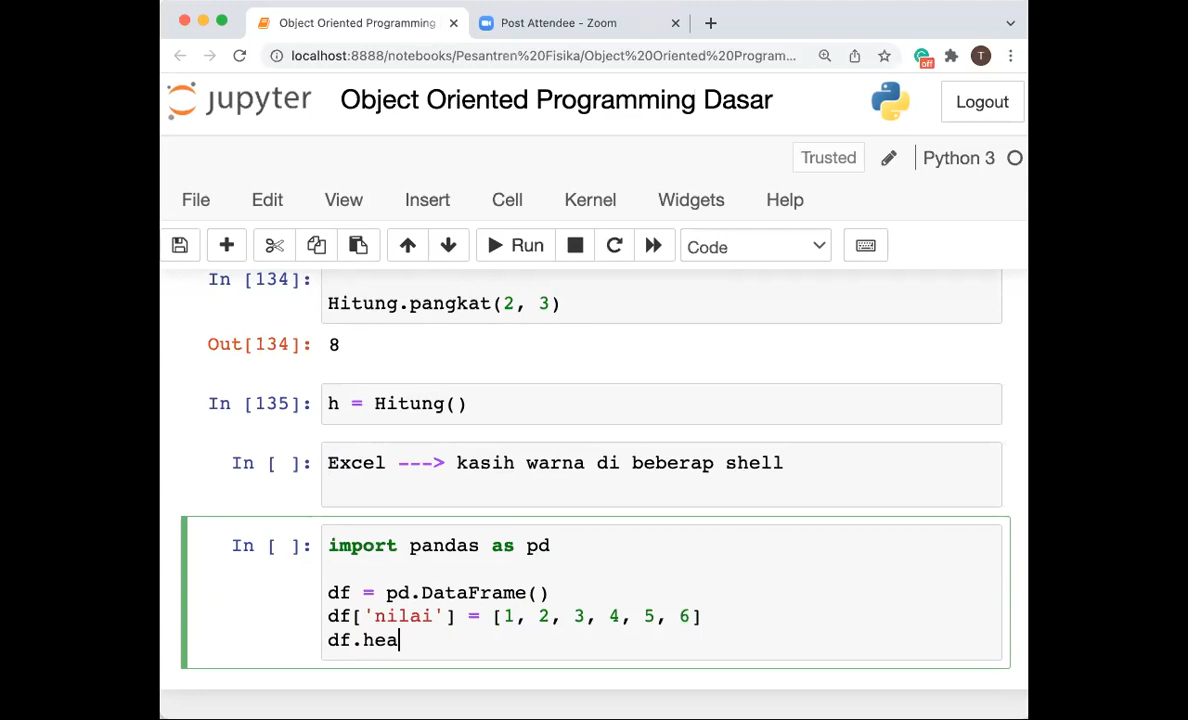 Object Oriented Programming
Post Attendee - Zoom
localhost:8888/notebooks/Pesantren%20Fisika/Object%20Oriented%20Program...
off
T
jupyter
Object Oriented Programming Dasar
Logout
Trusted
Python 3
File Edit View Insert Cell Kernel Widgets Help
Run
Code
In [134]:
Hitung.pangkat(2, 3)
Out[134]: 8
In [135]: h = Hitung()
In [ ]: Excel ---> kasih warna di beberap shell
In [ ]: import pandas as pd
df = pd.DataFrame()
df['nilai'] = [1, 2, 3, 4, 5, 6]
df.hea